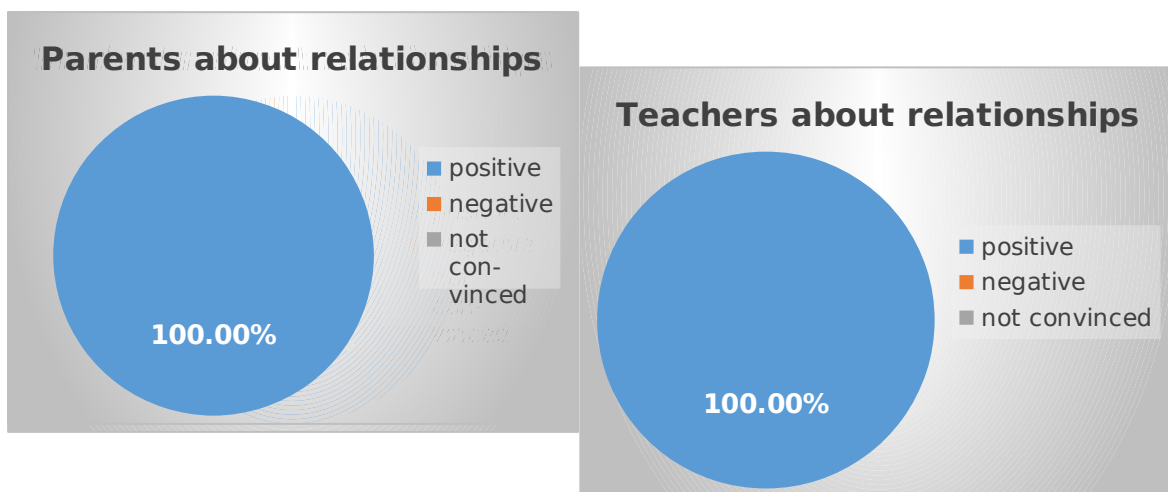 Parents about relationships
positive
negative
not
con-
vinced
100.00%
Teachers about relationships
positive
negative
not convinced
100.00%